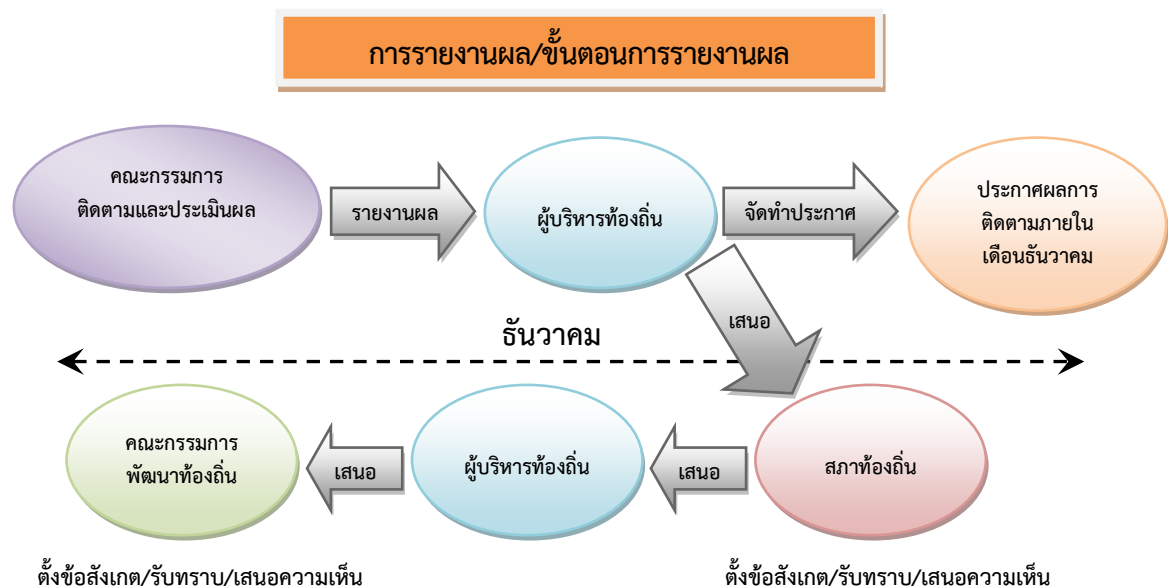 การรายงานผล/ขั้นตอนการรายงานผล
คณะกรรมการ
ติดตามและประเมินผล
รายงานผล
ผู้บริหารท้องถิ่น
จัดทำประกาศ
ประกาศผลการ
ติดตามภายใน
เดือนธันวาคม
เสนอ
ธันวาคม
คณะกรรมการ
พัฒนาท้องถิ่น
เสนอ
ผู้บริหารท้องถิ่น
เสนอ
สภาท้องถิ่น
ตั้งข้อสังเกต/รับทราบ/เสนอความเห็น
ตั้งข้อสังเกต/รับทราบ/เสนอความเห็น